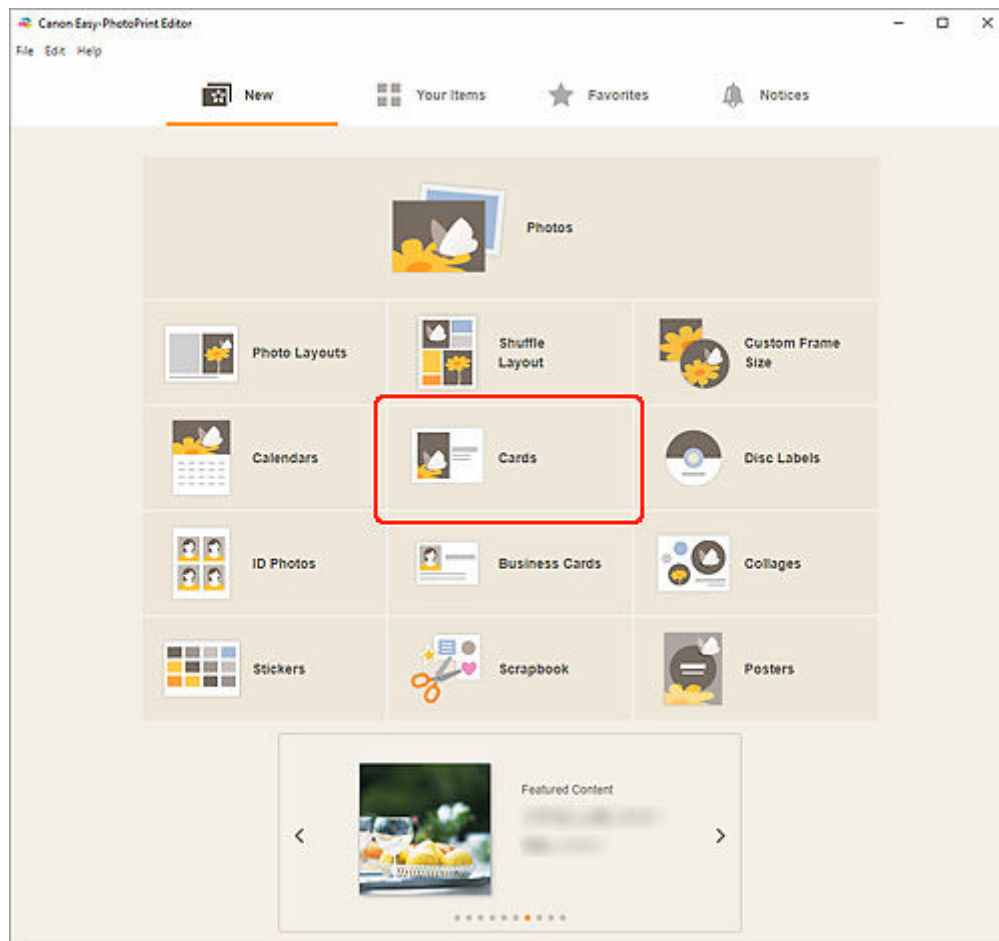 Canon Easy-PhotoPrint Editor
File Edit Help
New Your Items Favorites Notices
Photos
Photo Layouts
Shuffle
Layout
Custom Frame
Size
Calendars
Cards
Disc Labels
ID Photos
Business Cards
Collages
Stickers
Scrapbook
Posters
Featured Content